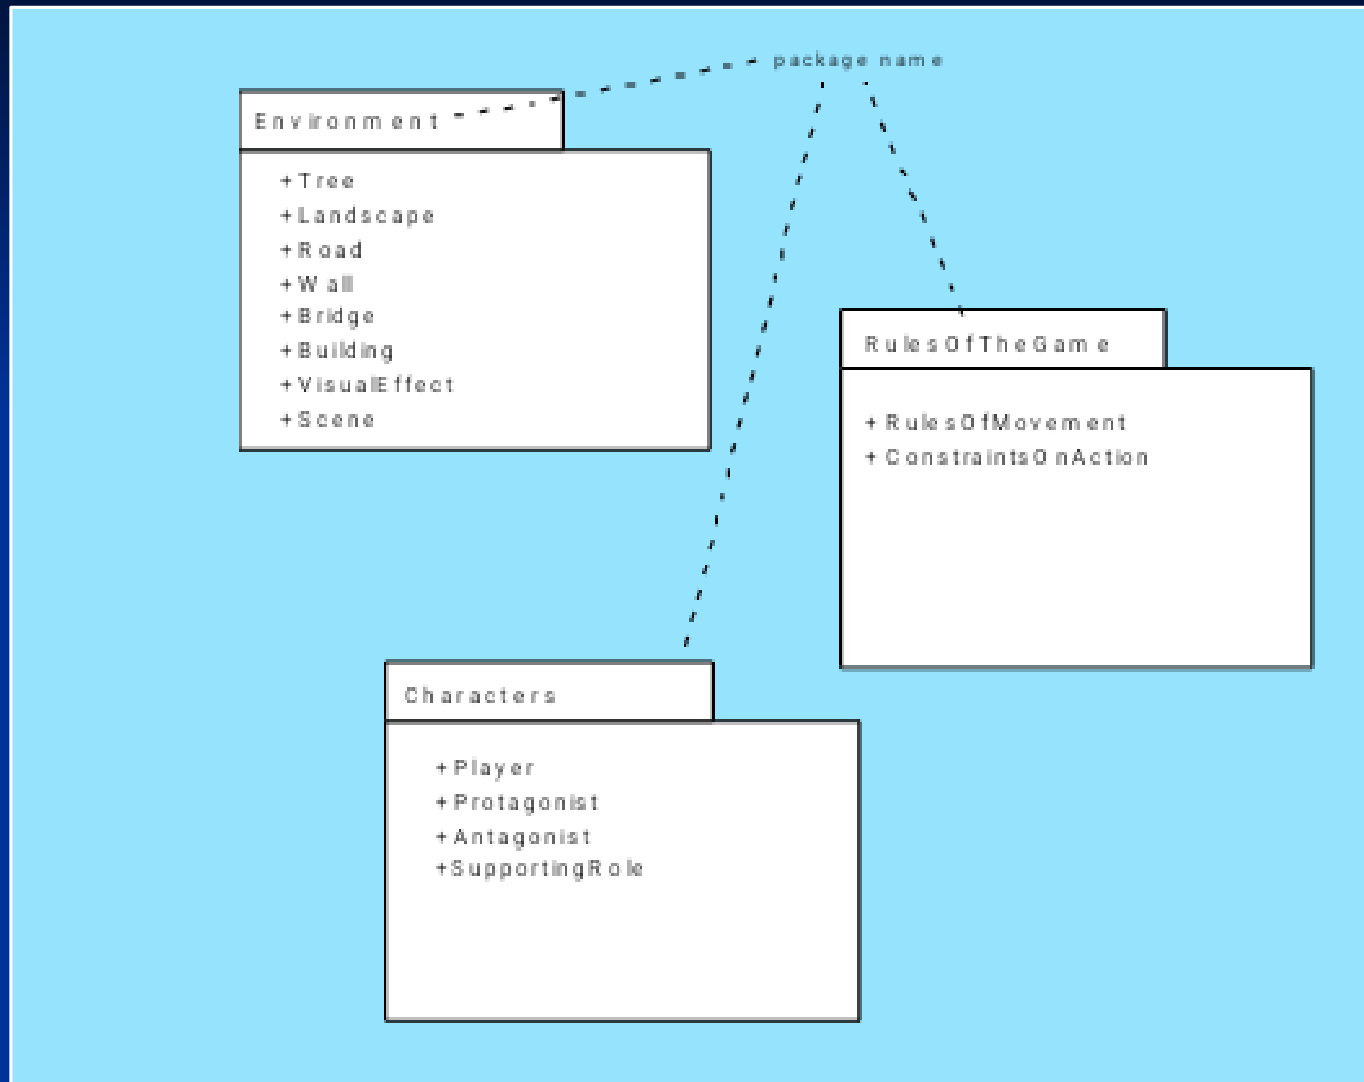 package name
Environment
+Tree
+Landscape
+Road
+Wall
+Bridge
+Building
+VisualEffect
+Scene
RulesOfTheGame
+ RulesOfMovement
+ ConstraintsOnAction
Characters
+Player
+Protagonist
+Antagonist
+SupportingRole